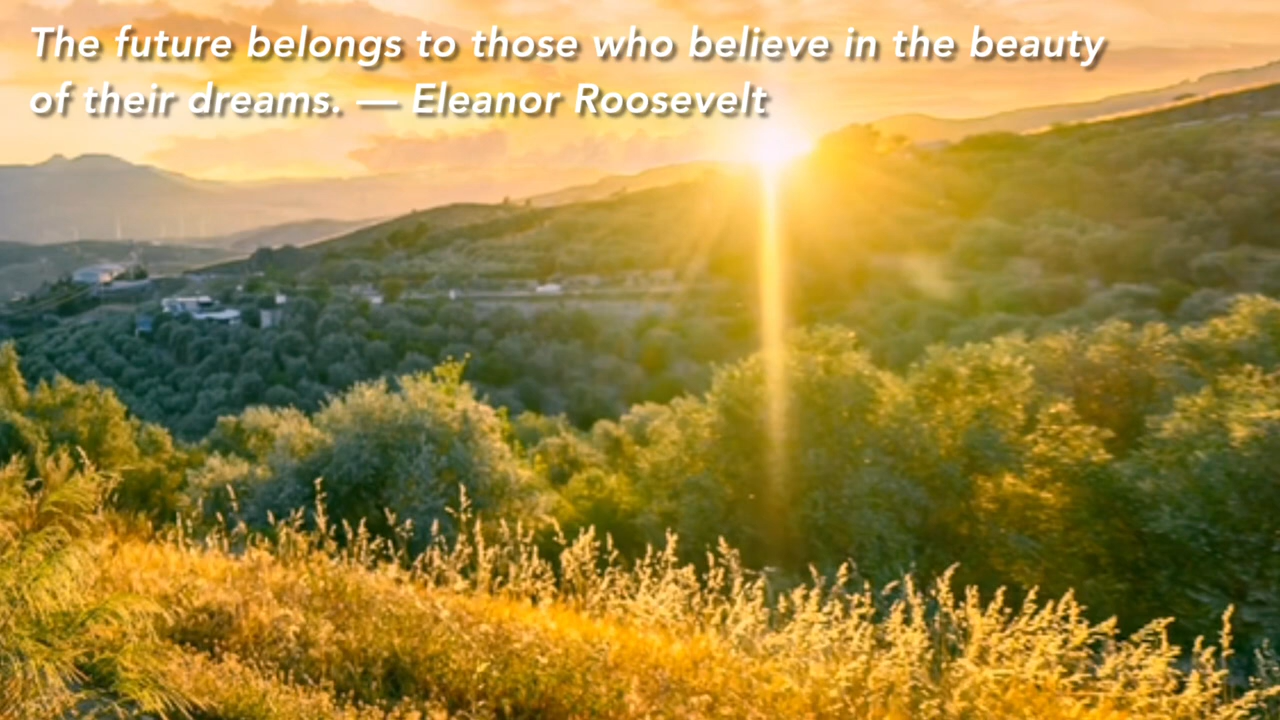 The future belongs to those who believe in the beauty
of their dreams. — Eleanor Roosevelt